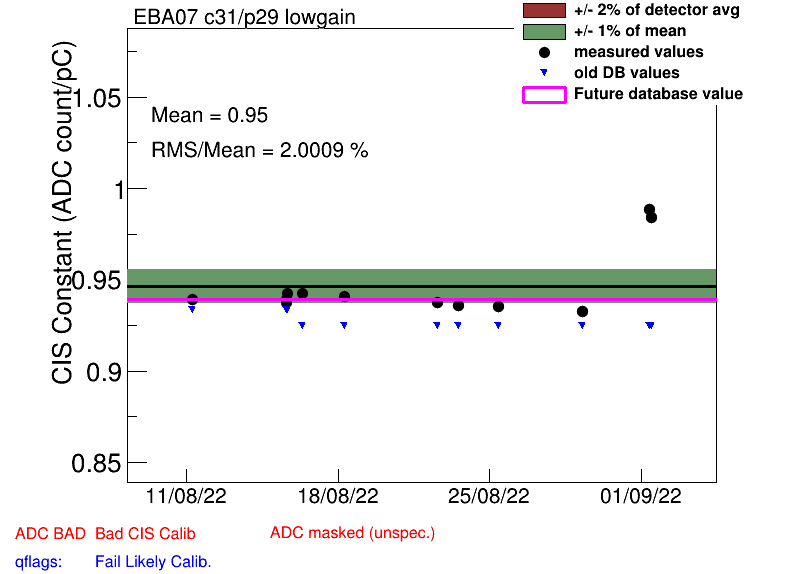 EBA07 c31/p29 lowgain
+/- 2% of detector avg
+/- 1% of mean
measured values
old DB values
Future database value
CIS Constant (ADC count/pC)
Mean = 0.95
RMS/Mean = 2.0009 %
1.05
1
0.95
0.9
0.85
11/08/22 18/08/22 25/08/22 01/09/22
ADC BAD Bad CIS Calib ADC masked (unspec.)
qflags: Fail Likely Calib.